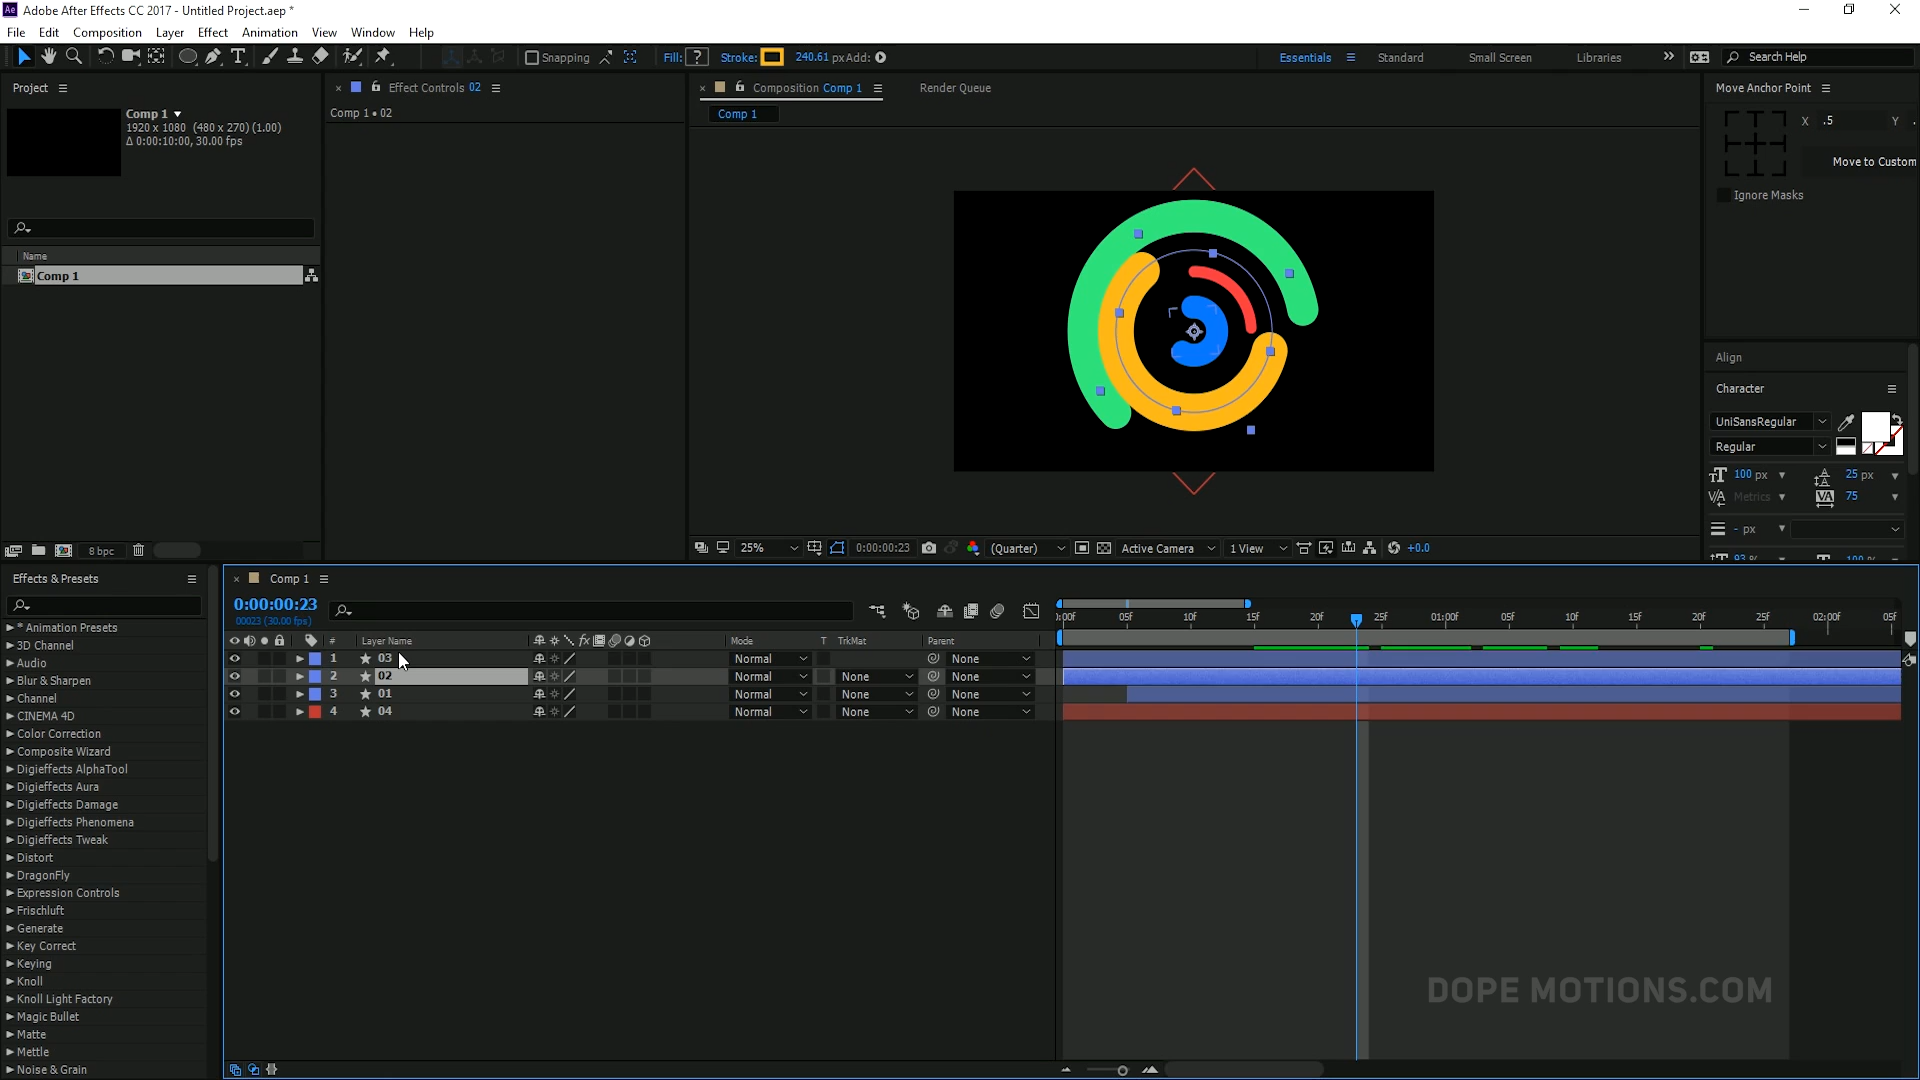 Adobe After Effects CC 2017 - Untitled Project.aep *
File Edit Composition Layer Effect Animation View Window Help
Snapping Fill: ? Stroke: 240.61 px Add: Essentials Standard Small Screen Libraries Search Help
Project
Comp 1
1920 x 1080 (480 x 270) (1.00)
Δ 0:00:10:00, 30.00 fps
Name
Comp 1
8 bpc
Effect Controls 02
Comp 1 • 02
Composition Comp 1
Render Queue
Comp 1
25% 0:00:00:23 (Quarter) Active Camera 1 View +0.0
Move Anchor Point
X .5 Y .
Move to Custom
Ignore Masks
Align
Character
UniSansRegular
Regular
100 px 25 px
Metrics 75
- px
Effects & Presets
* Animation Presets
3D Channel
Audio
Blur & Sharpen
Channel
CINEMA 4D
Color Correction
Composite Wizard
Digieffects AlphaTool
Digieffects Aura
Digieffects Damage
Digieffects Phenomena
Digieffects Tweak
Distort
DragonFly
Expression Controls
Frischluft
Generate
Key Correct
Keying
Knoll
Knoll Light Factory
Magic Bullet
Matte
Mettle
Noise & Grain
Comp 1
0:00:00:23
00023 (30.00 fps)
# Layer Name Mode T TrkMat Parent
1 03 Normal None
2 02 Normal None None
3 01 Normal None None
4 04 Normal None None
:00f 05f 10f 15f 20f 25f 01:00f 05f 10f 15f 20f 25f 02:00f 05f
DOPE MOTIONS.COM